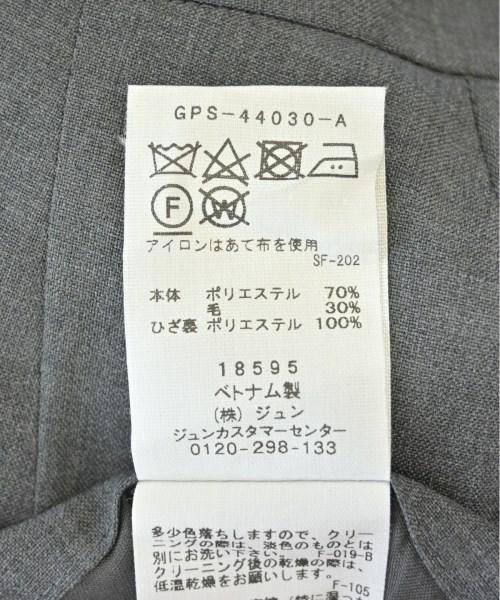 GPS-44030-A
F W
アイロンはあて布を使用
SF-202
本体 ポリエステル 70%
毛 30%
ひざ裏 ポリエステル 100%
18595
ベトナム製
(株) ジュン
ジュンカスタマーセンター
0120-298-133
多少色落ちしますので、クリー
ニングの際は、淡色のものとは
別にお洗い下さい。 F-019-B
クリーニング後の乾燥の際は、
低温乾燥をお願いします。
F-105